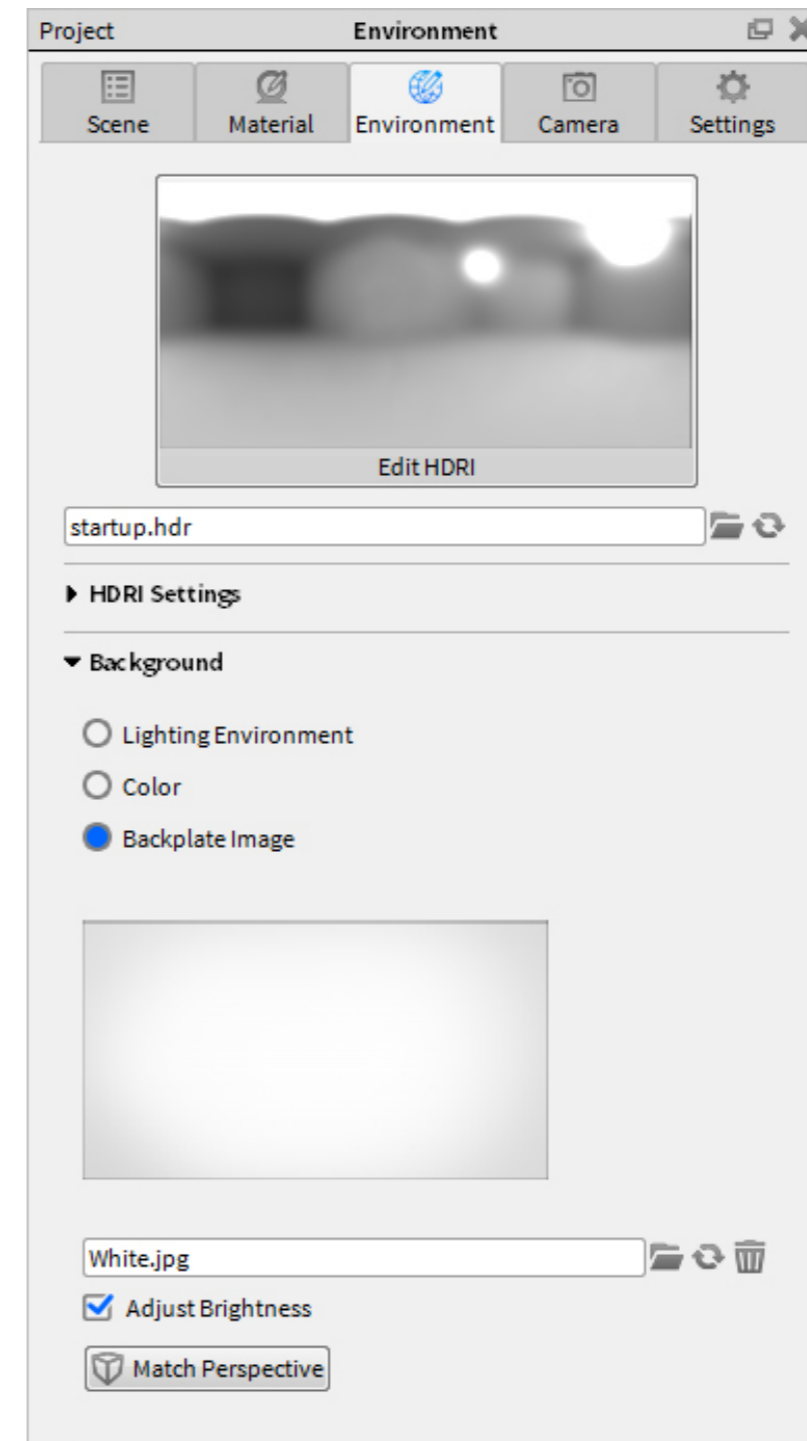 Project Environment
Scene Material Environment Camera Settings
Edit HDRI
startup.hdr
HDRI Settings
Background
Lighting Environment
Color
Backplate Image
White.jpg
Adjust Brightness
Match Perspective